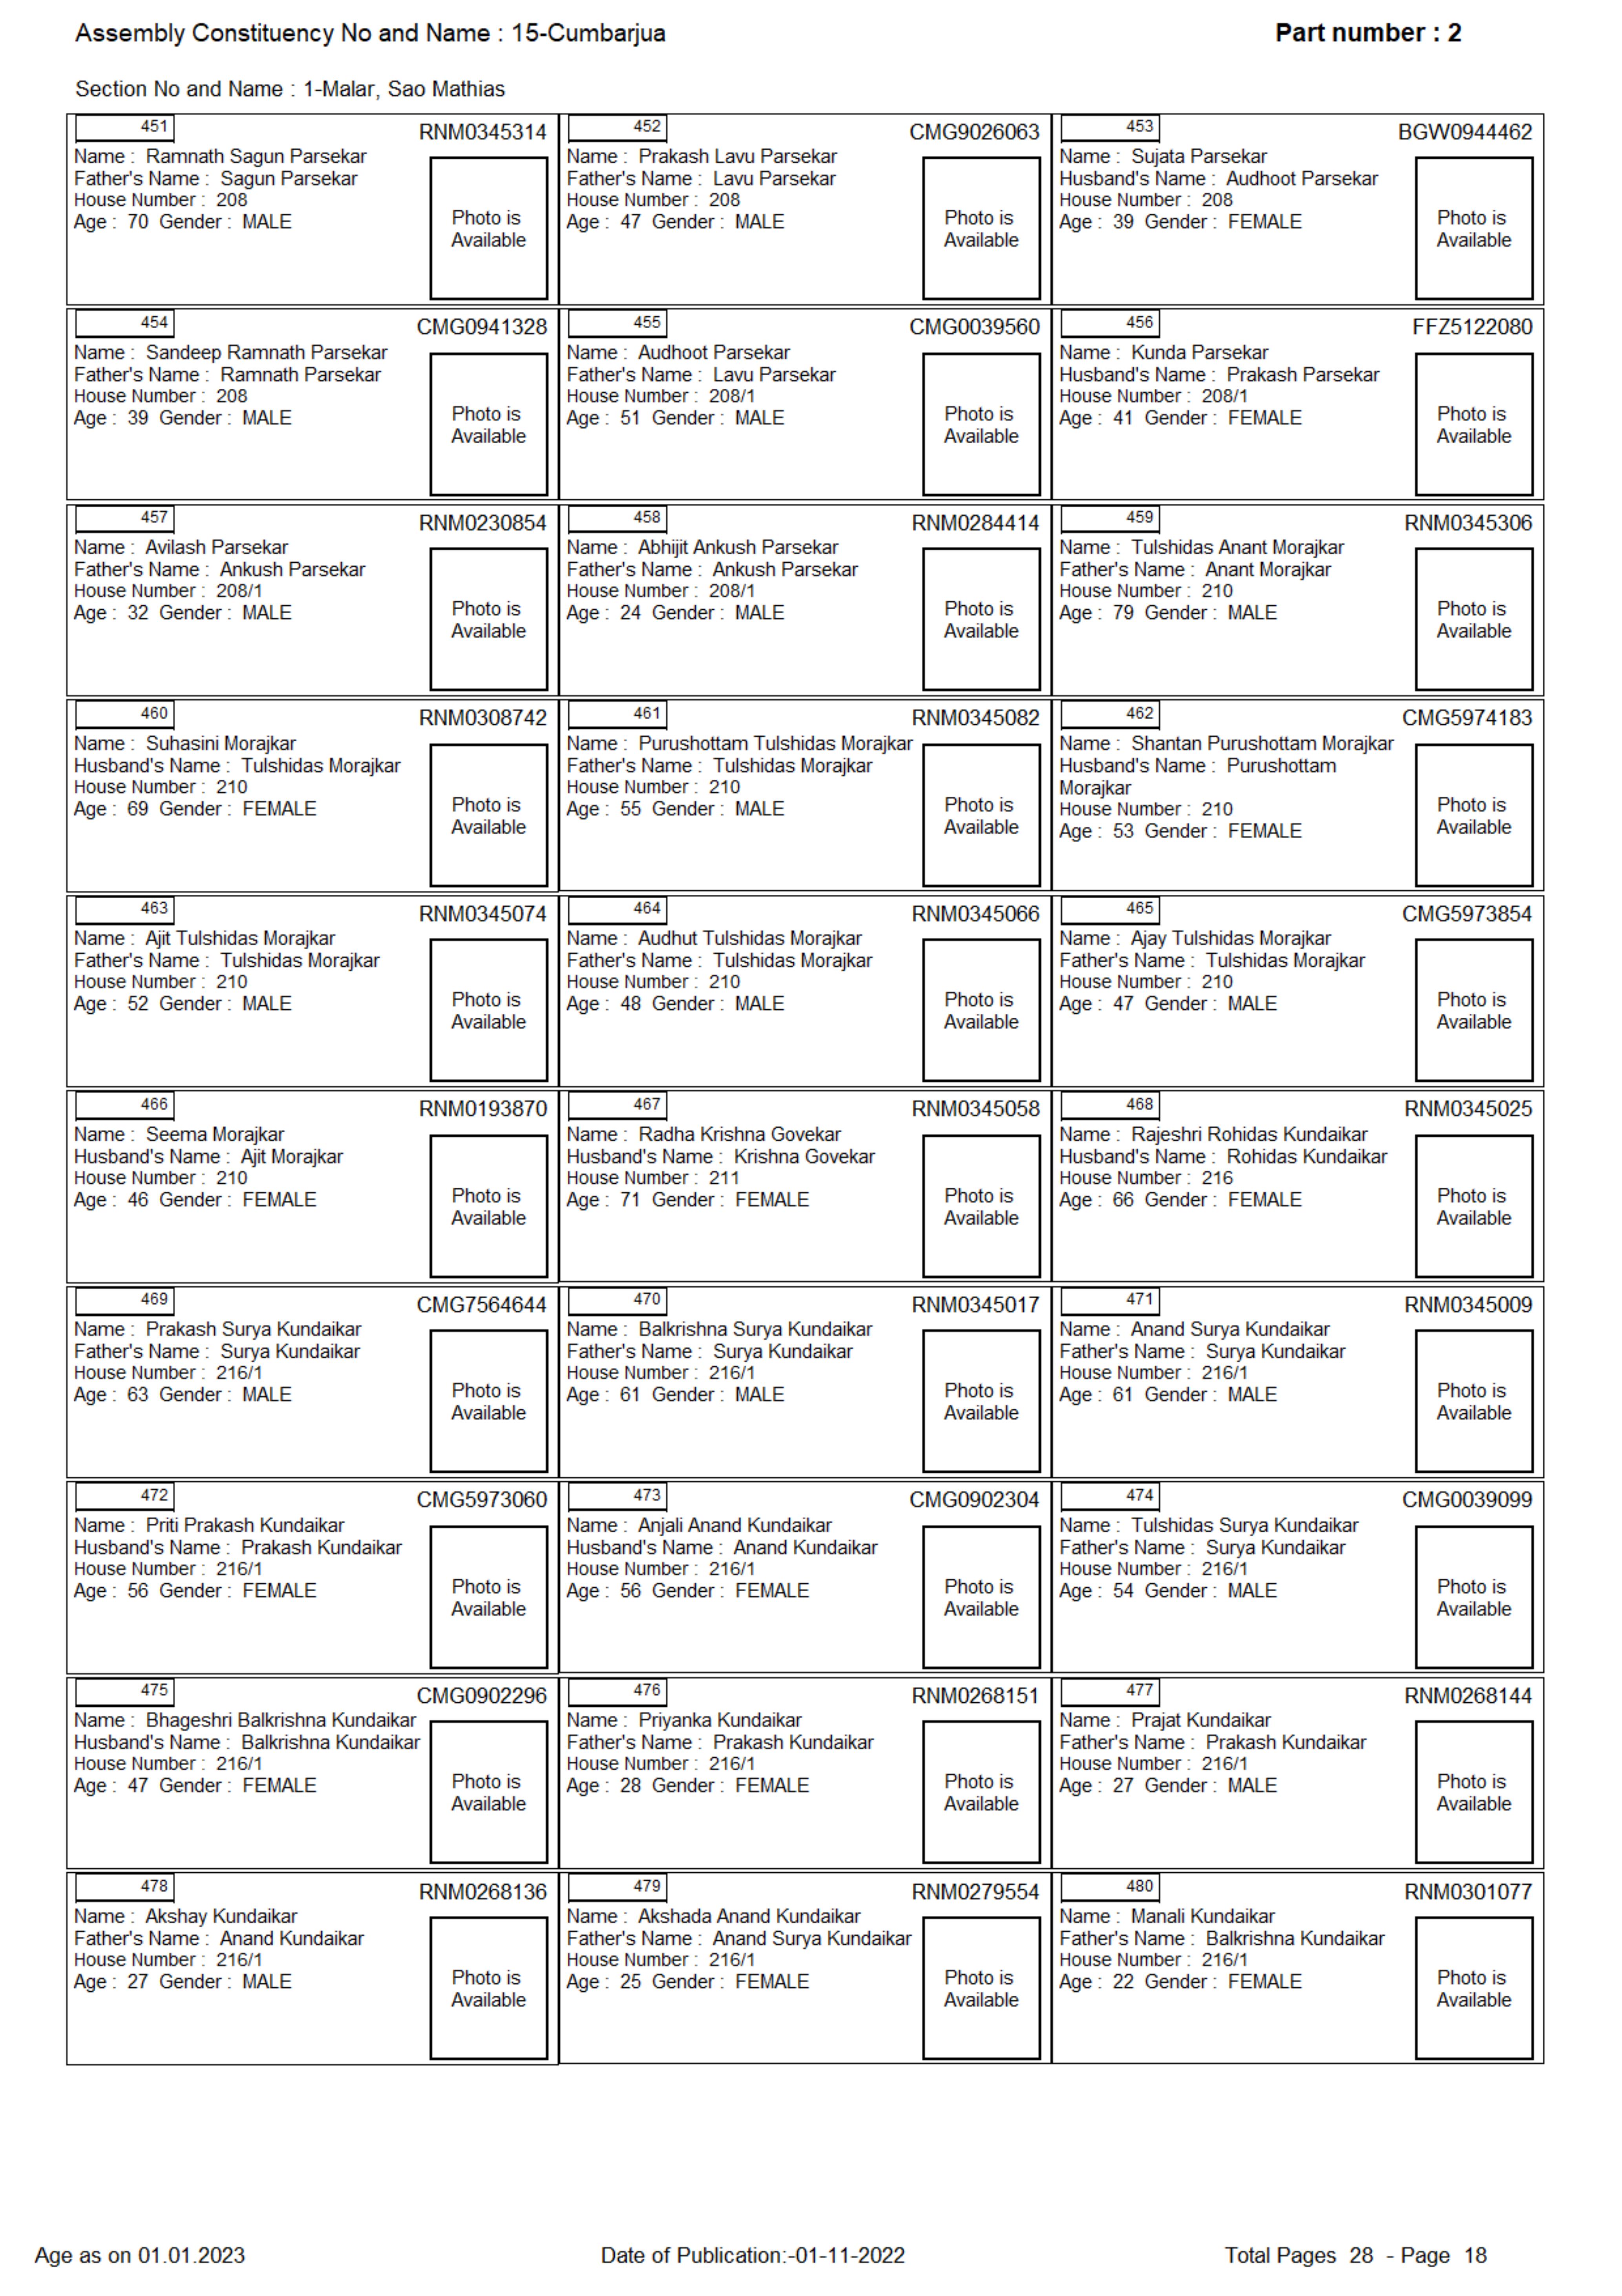 Assembly Constituency No and Name : 15-Cumbarjua
Part number : 2
Section No and Name : 1-Malar, Sao Mathias
451
RNM0345314
Name : Ramnath Sagun Parsekar
Father's Name : Sagun Parsekar
House Number : 208
Age : 70 Gender : MALE
Photo is
Available
452
CMG9026063
Name : Prakash Lavu Parsekar
Father's Name : Lavu Parsekar
House Number : 208
Age : 47 Gender : MALE
Photo is
Available
453
BGW0944462
Name : Sujata Parsekar
Husband's Name : Audhoot Parsekar
House Number : 208
Age : 39 Gender : FEMALE
Photo is
Available
454
CMG0941328
Name : Sandeep Ramnath Parsekar
Father's Name : Ramnath Parsekar
House Number : 208
Age : 39 Gender : MALE
Photo is
Available
455
CMG0039560
Name : Audhoot Parsekar
Father's Name : Lavu Parsekar
House Number : 208/1
Age : 51 Gender : MALE
Photo is
Available
456
FFZ5122080
Name : Kunda Parsekar
Husband's Name : Prakash Parsekar
House Number : 208/1
Age : 41 Gender : FEMALE
Photo is
Available
457
RNM0230854
Name : Avilash Parsekar
Father's Name : Ankush Parsekar
House Number : 208/1
Age : 32 Gender : MALE
Photo is
Available
458
RNM0284414
Name : Abhijit Ankush Parsekar
Father's Name : Ankush Parsekar
House Number : 208/1
Age : 24 Gender : MALE
Photo is
Available
459
RNM0345306
Name : Tulshidas Anant Morajkar
Father's Name : Anant Morajkar
House Number : 210
Age : 79 Gender : MALE
Photo is
Available
460
RNM0308742
Name : Suhasini Morajkar
Husband's Name : Tulshidas Morajkar
House Number : 210
Age : 69 Gender : FEMALE
Photo is
Available
461
RNM0345082
Name : Purushottam Tulshidas Morajkar
Father's Name : Tulshidas Morajkar
House Number : 210
Age : 55 Gender : MALE
Photo is
Available
462
CMG5974183
Name : Shantan Purushottam Morajkar
Husband's Name : Purushottam
Morajkar
House Number : 210
Age : 53 Gender : FEMALE
Photo is
Available
463
RNM0345074
Name : Ajit Tulshidas Morajkar
Father's Name : Tulshidas Morajkar
House Number : 210
Age : 52 Gender : MALE
Photo is
Available
464
RNM0345066
Name : Audhut Tulshidas Morajkar
Father's Name : Tulshidas Morajkar
House Number : 210
Age : 48 Gender : MALE
Photo is
Available
465
CMG5973854
Name : Ajay Tulshidas Morajkar
Father's Name : Tulshidas Morajkar
House Number : 210
Age : 47 Gender : MALE
Photo is
Available
466
RNM0193870
Name : Seema Morajkar
Husband's Name : Ajit Morajkar
House Number : 210
Age : 46 Gender : FEMALE
Photo is
Available
467
RNM0345058
Name : Radha Krishna Govekar
Husband's Name : Krishna Govekar
House Number : 211
Age : 71 Gender : FEMALE
Photo is
Available
468
RNM0345025
Name : Rajeshri Rohidas Kundaikar
Husband's Name : Rohidas Kundaikar
House Number : 216
Age : 66 Gender : FEMALE
Photo is
Available
469
CMG7564644
Name : Prakash Surya Kundaikar
Father's Name : Surya Kundaikar
House Number : 216/1
Age : 63 Gender : MALE
Photo is
Available
470
RNM0345017
Name : Balkrishna Surya Kundaikar
Father's Name : Surya Kundaikar
House Number : 216/1
Age : 61 Gender : MALE
Photo is
Available
471
RNM0345009
Name : Anand Surya Kundaikar
Father's Name : Surya Kundaikar
House Number : 216/1
Age : 61 Gender : MALE
Photo is
Available
472
CMG5973060
Name : Priti Prakash Kundaikar
Husband's Name : Prakash Kundaikar
House Number : 216/1
Age : 56 Gender : FEMALE
Photo is
Available
473
CMG0902304
Name : Anjali Anand Kundaikar
Husband's Name : Anand Kundaikar
House Number : 216/1
Age : 56 Gender : FEMALE
Photo is
Available
474
CMG0039099
Name : Tulshidas Surya Kundaikar
Father's Name : Surya Kundaikar
House Number : 216/1
Age : 54 Gender : MALE
Photo is
Available
475
CMG0902296
Name : Bhageshri Balkrishna Kundaikar
Husband's Name : Balkrishna Kundaikar
House Number : 216/1
Age : 47 Gender : FEMALE
Photo is
Available
476
RNM0268151
Name : Priyanka Kundaikar
Father's Name : Prakash Kundaikar
House Number : 216/1
Age : 28 Gender : FEMALE
Photo is
Available
477
RNM0268144
Name : Prajat Kundaikar
Father's Name : Prakash Kundaikar
House Number : 216/1
Age : 27 Gender : MALE
Photo is
Available
478
RNM0268136
Name : Akshay Kundaikar
Father's Name : Anand Kundaikar
House Number : 216/1
Age : 27 Gender : MALE
Photo is
Available
479
RNM0279554
Name : Akshada Anand Kundaikar
Father's Name : Anand Surya Kundaikar
House Number : 216/1
Age : 25 Gender : FEMALE
Photo is
Available
480
RNM0301077
Name : Manali Kundaikar
Father's Name : Balkrishna Kundaikar
House Number : 216/1
Age : 22 Gender : FEMALE
Photo is
Available
Age as on 01.01.2023
Date of Publication:-01-11-2022
Total Pages 28 - Page 18